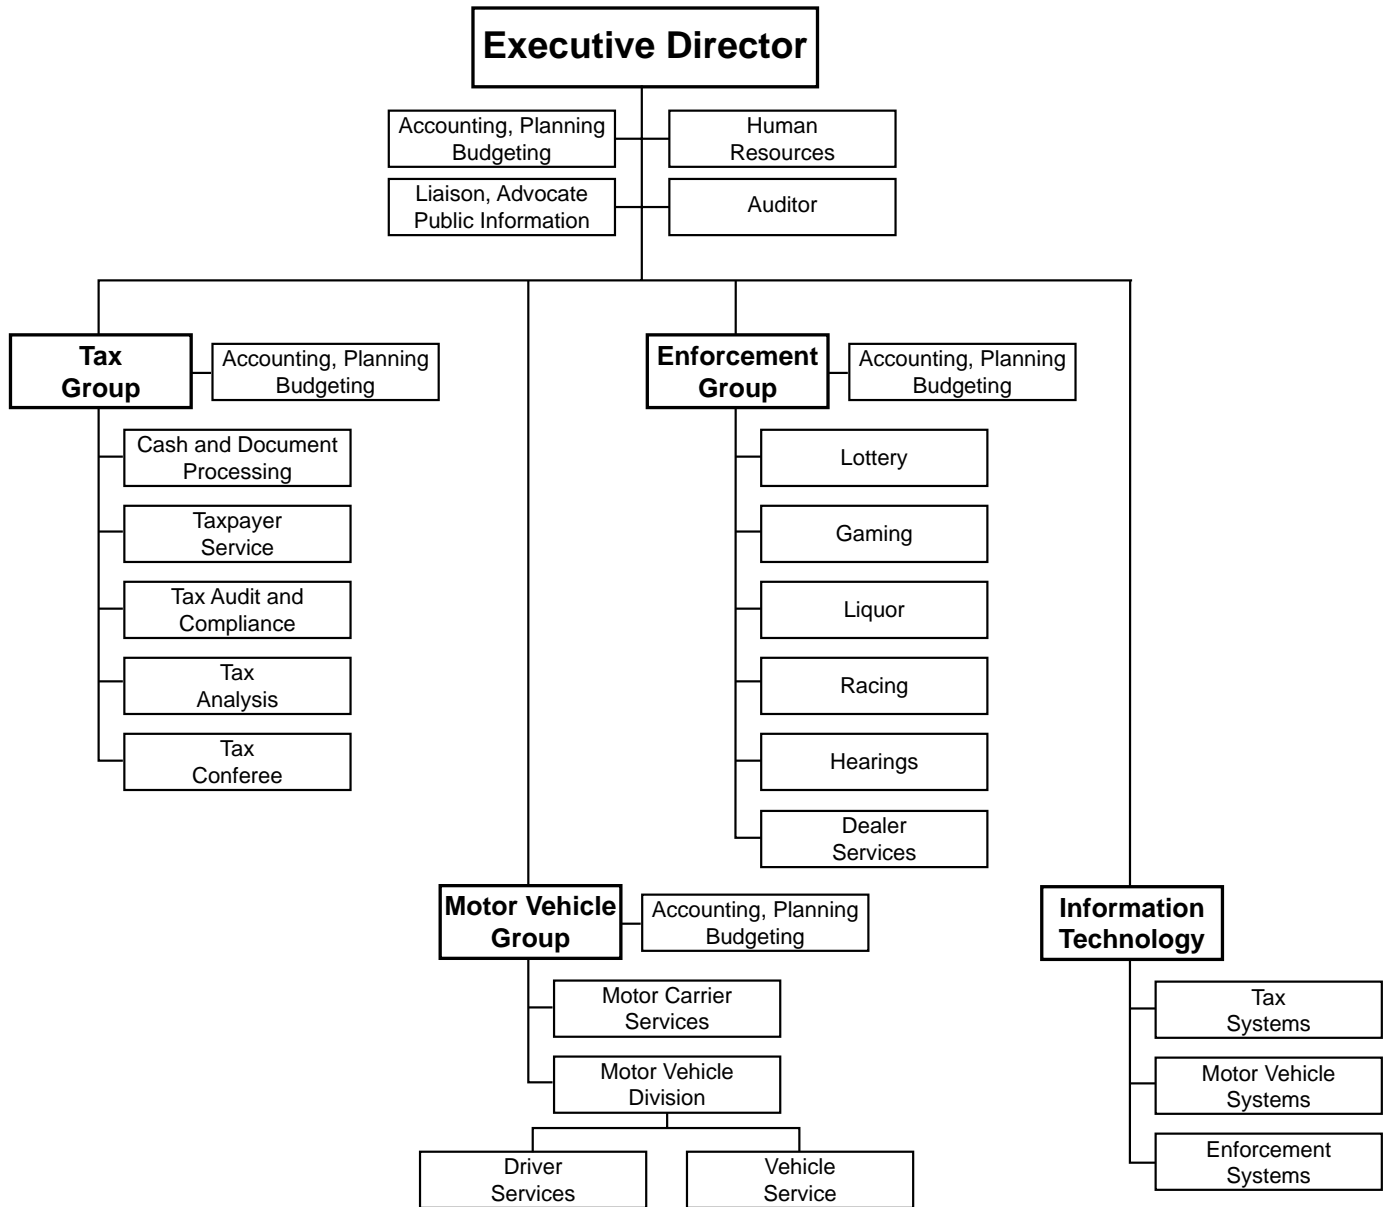 Executive Director
Accounting, Planning
Budgeting
Human
Resources
Liaison, Advocate
Public Information
Auditor
Tax
Group
Accounting, Planning
Budgeting
Cash and Document
Processing
Taxpayer
Service
Tax Audit and
Compliance
Tax
Analysis
Tax
Conferee
Enforcement
Group
Accounting, Planning
Budgeting
Lottery
Gaming
Liquor
Racing
Hearings
Dealer
Services
Motor Vehicle
Group
Accounting, Planning
Budgeting
Motor Carrier
Services
Motor Vehicle
Division
Driver
Services
Vehicle
Service
Information
Technology
Tax
Systems
Motor Vehicle
Systems
Enforcement
Systems